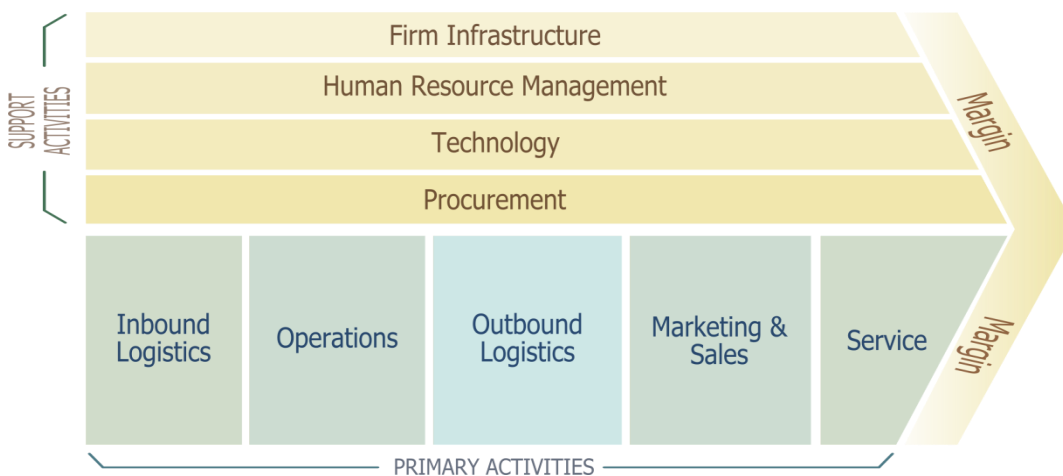 SUPPORT
ACTIVITIES
Firm Infrastructure
Human Resource Management
Technology
Procurement
Margin
Inbound
Logistics
Operations
Outbound
Logistics
Marketing &
Sales
Service
Margin
PRIMARY ACTIVITIES